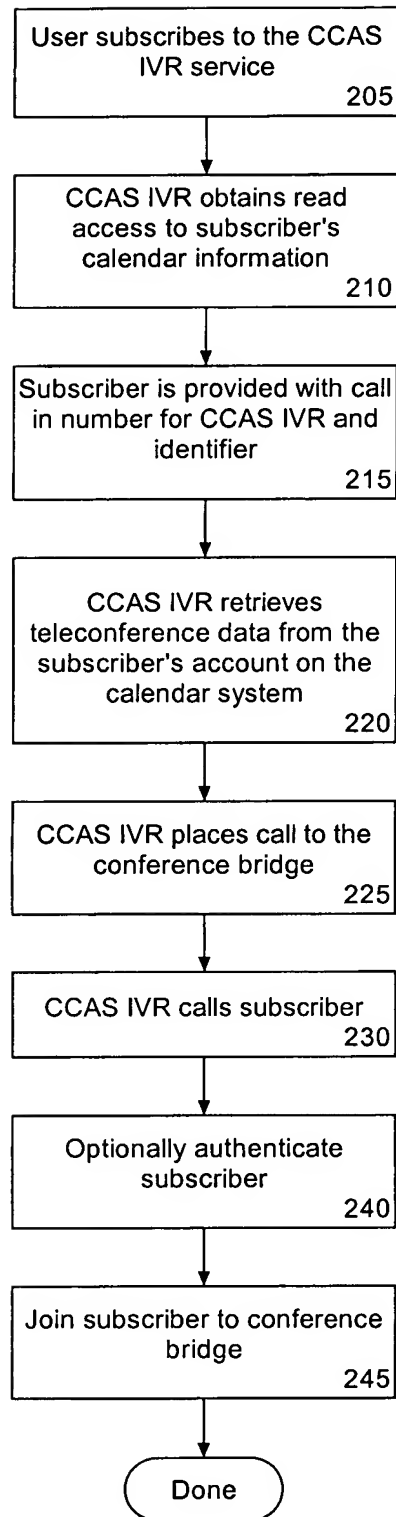 User subscribes to the CCAS
IVR service
205
CCAS IVR obtains read
access to subscriber's
calendar information
210
Subscriber is provided with call
in number for CCAS IVR and
identifier
215
CCAS IVR retrieves
teleconference data from the
subscriber's account on the
calendar system
220
CCAS IVR places call to the
conference bridge
225
CCAS IVR calls subscriber
230
Optionally authenticate
subscriber
240
Join subscriber to conference
bridge
245
Done